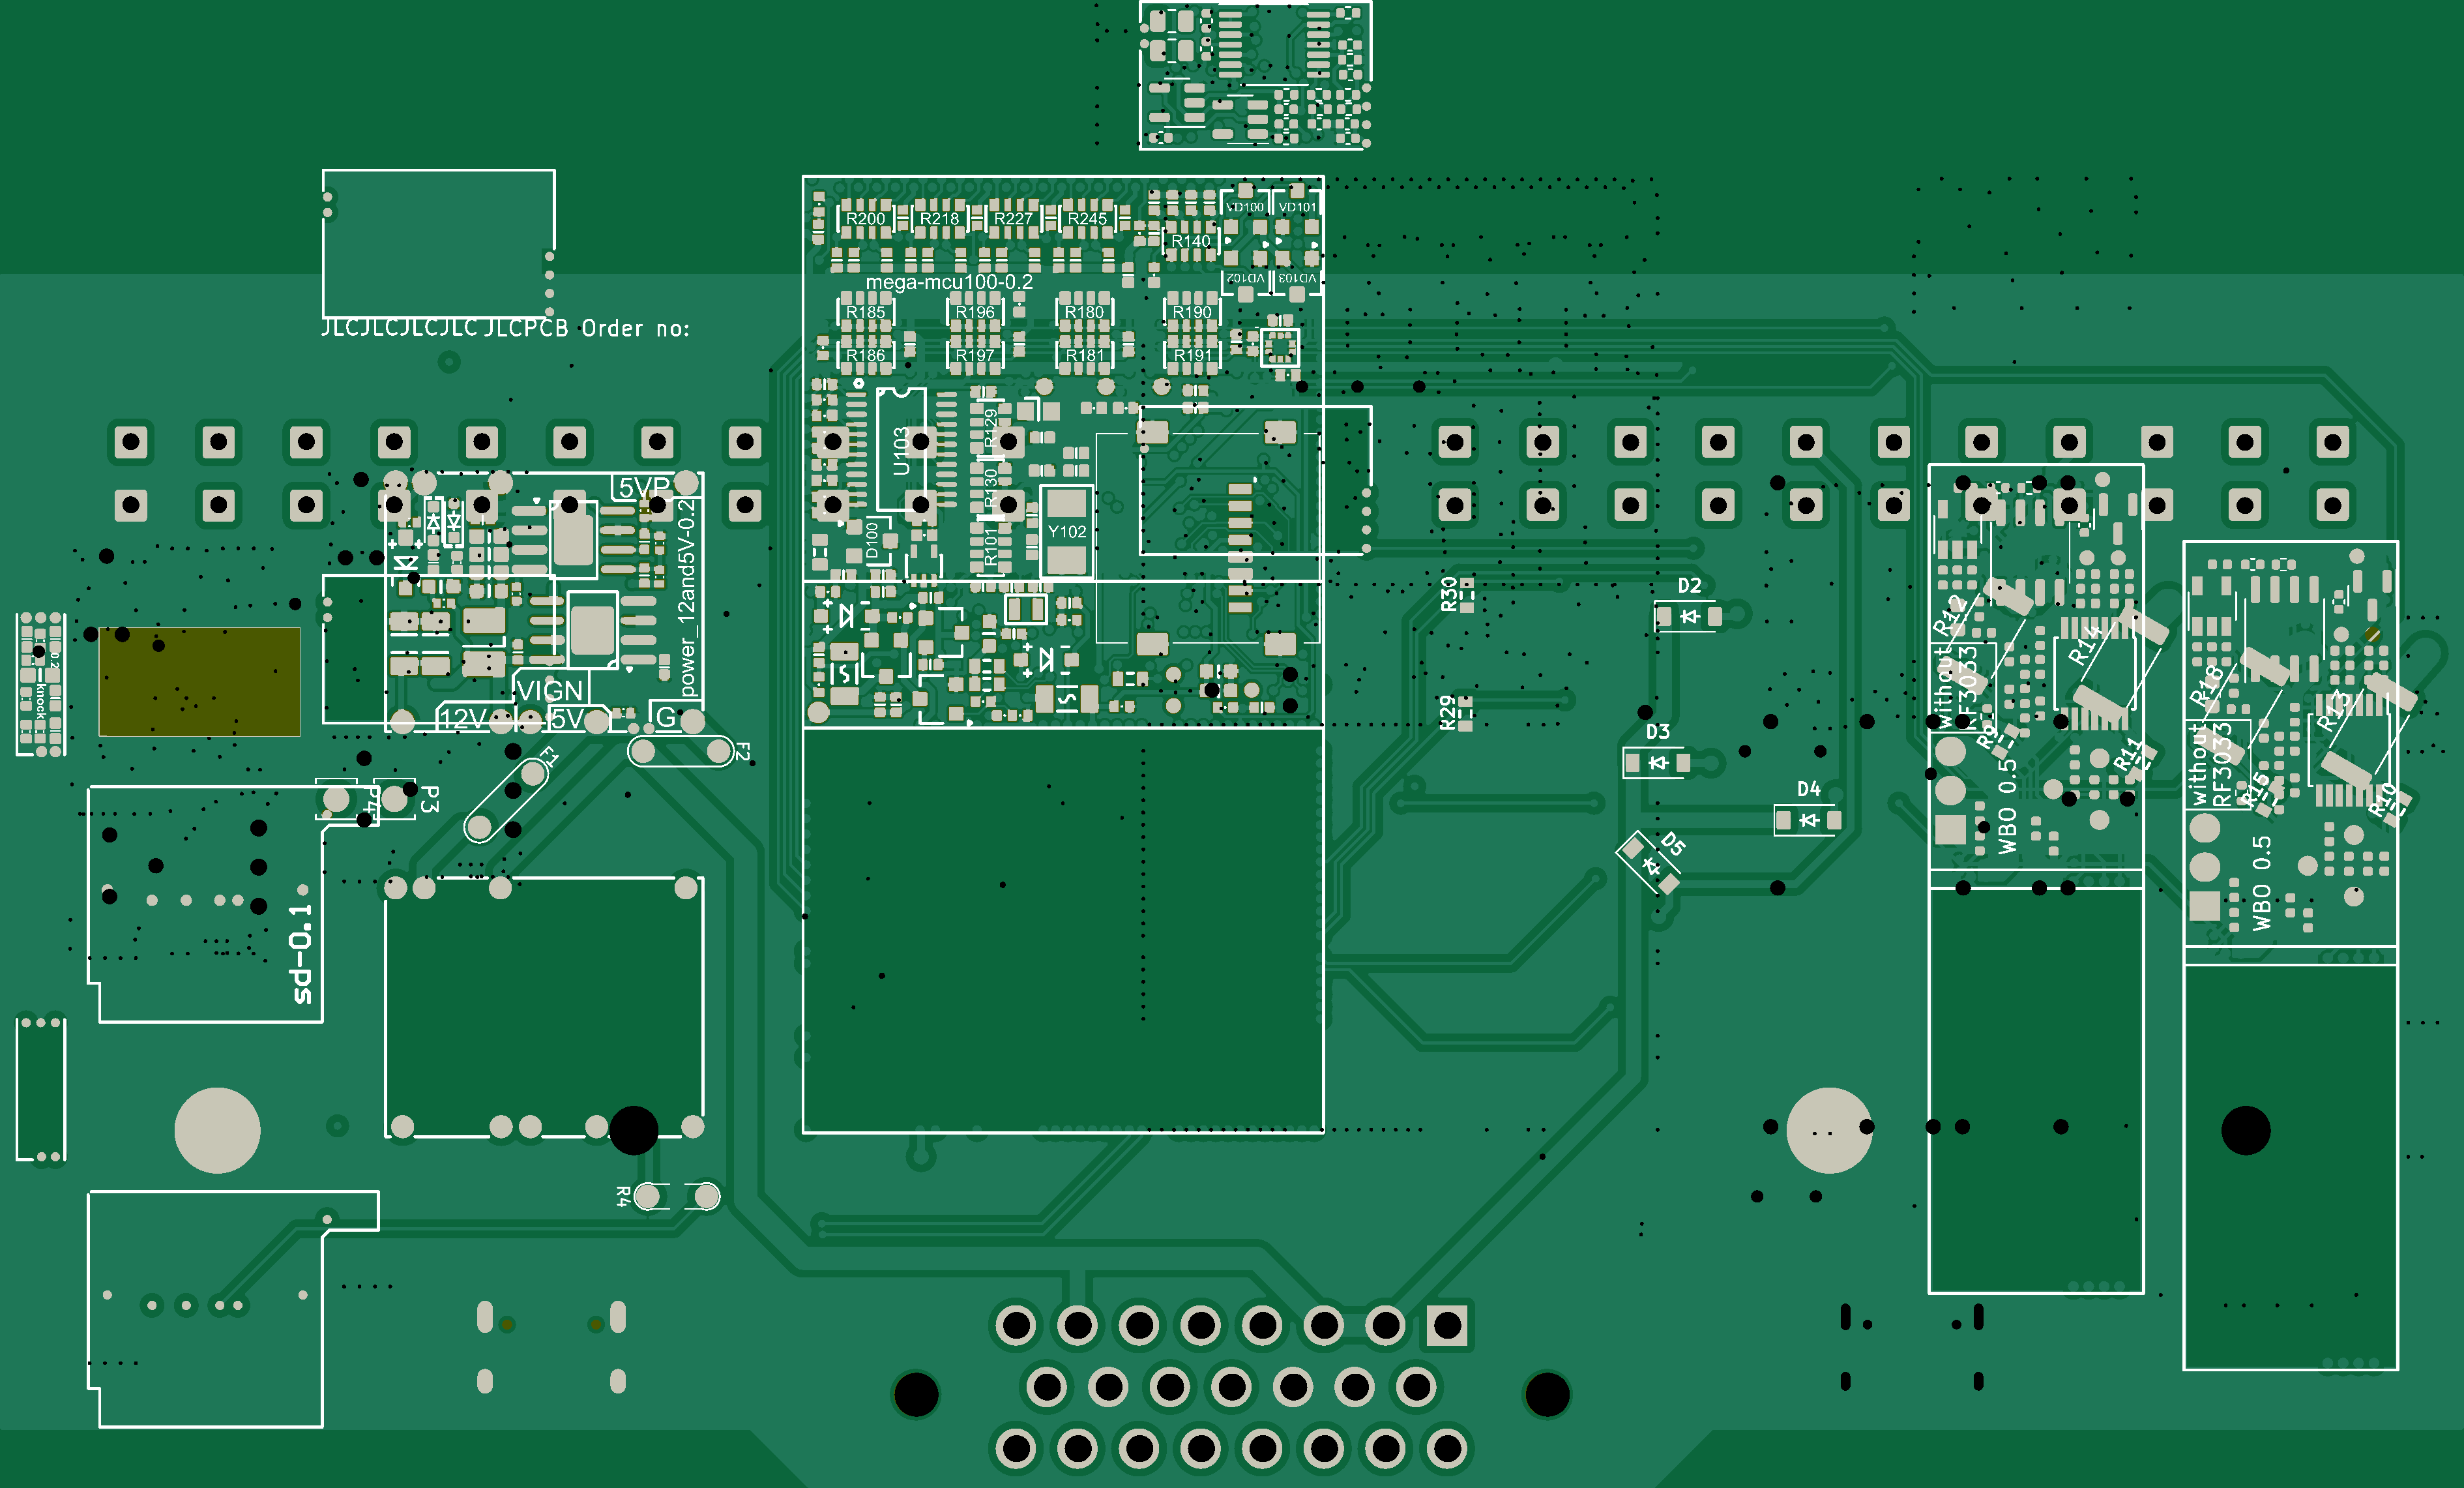 VD100
VD101
R200
R218
R227
R245
R140
VD102
VD103
mega-mcu100-0.2
R185
R196
R180
R190
JLCJLCJLCJLC JLCPCB Order no:
R186
R197
R181
R191
U103
R129
R130
R101
D100
Y102
5VP
power_12and5V-0.2
VIGN
12V
5V
G
0.2
knock
R30
R29
D2
D3
D4
D5
F1
F2
P4
P3
sd-0.1
R4
R12
R14
without
RF3033
R9
R11
WBO 0.5
R18
R13
without
RF3033
R15
R10
WBO 0.5